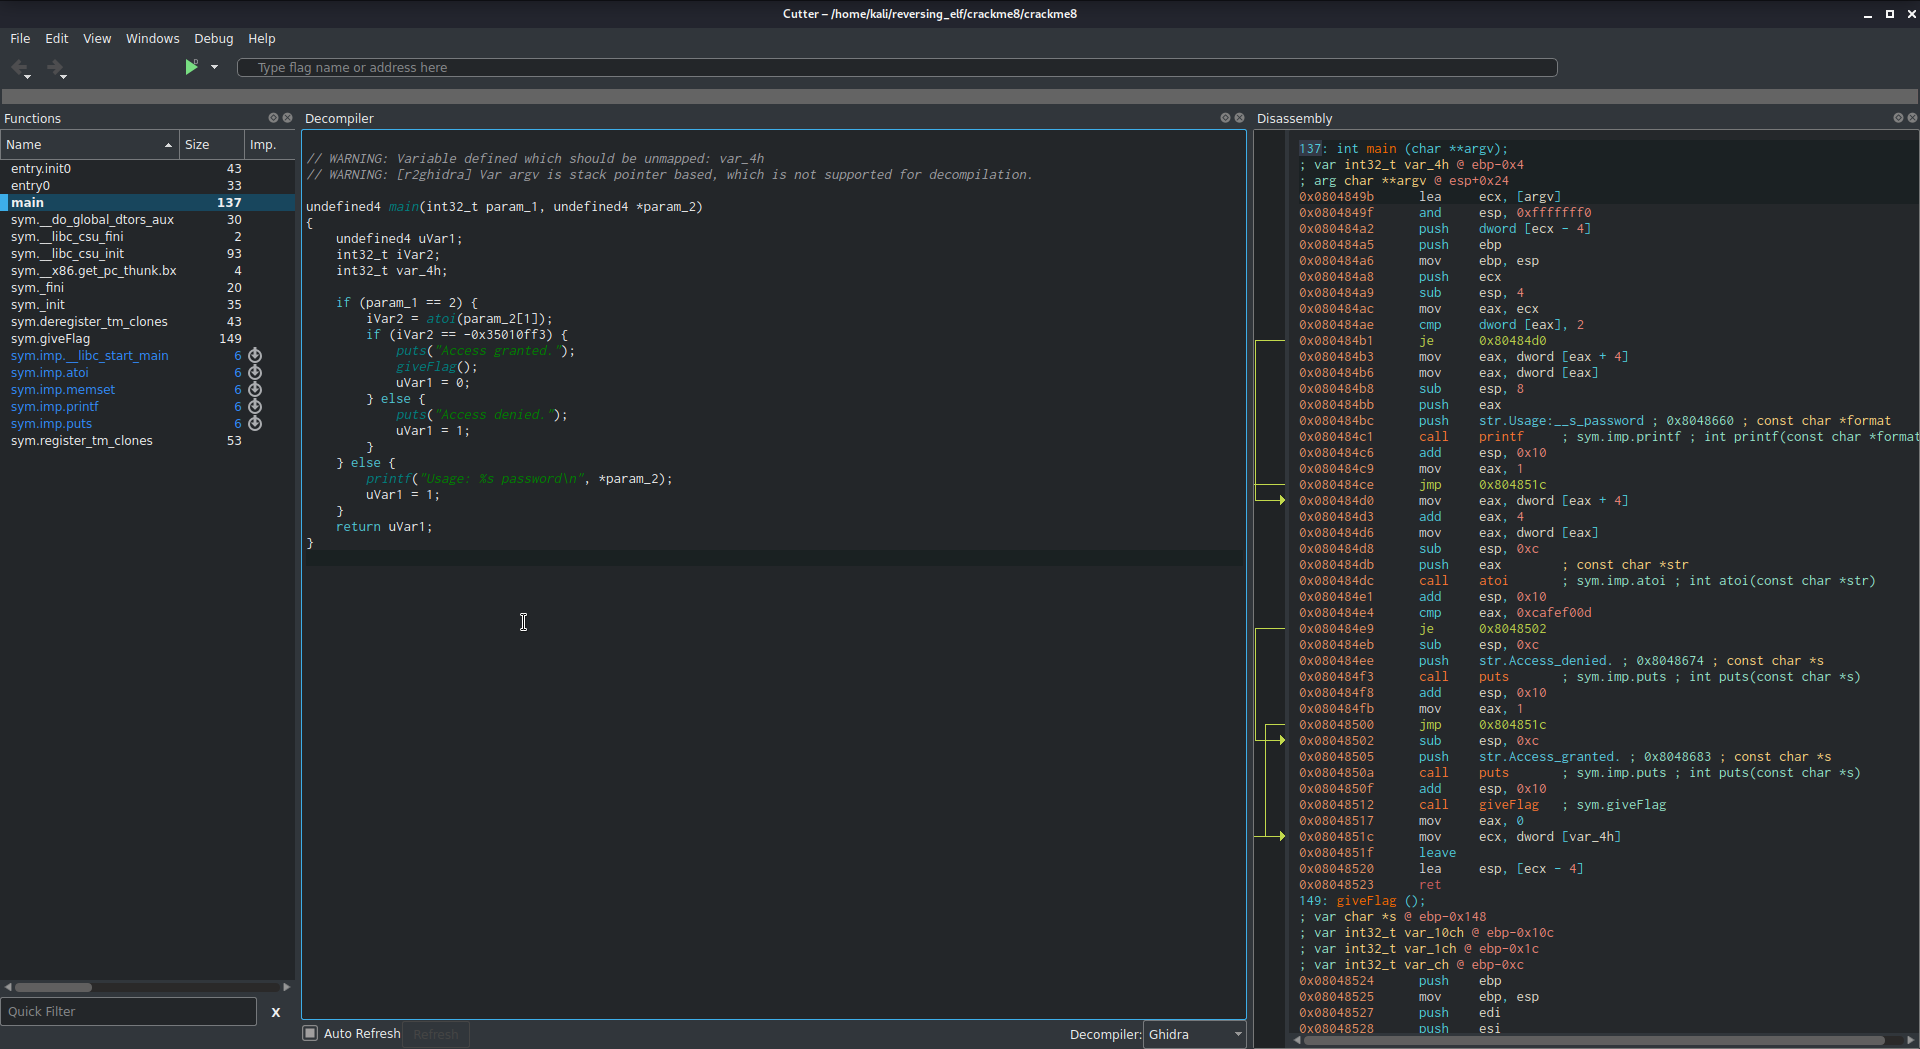 Cutter – /home/kali/reversing_elf/crackme8/crackme8
File Edit View Windows Debug Help
Type flag name or address here
Functions
Name Size Imp.
entry.init0 43
entry0 33
main 137
sym.__do_global_dtors_aux 30
sym.__libc_csu_fini 2
sym.__libc_csu_init 93
sym.__x86.get_pc_thunk.bx 4
sym._fini 20
sym._init 35
sym.deregister_tm_clones 43
sym.giveFlag 149
sym.imp.__libc_start_main 6
sym.imp.atoi 6
sym.imp.memset 6
sym.imp.printf 6
sym.imp.puts 6
sym.register_tm_clones 53
Quick Filter X
Decompiler
// WARNING: Variable defined which should be unmapped: var_4h
// WARNING: [r2ghidra] Var argv is stack pointer based, which is not supported for decompilation.
undefined4 main(int32_t param_1, undefined4 *param_2)
{
undefined4 uVar1;
int32_t iVar2;
int32_t var_4h;
if (param_1 == 2) {
iVar2 = atoi(param_2[1]);
if (iVar2 == -0x35010ff3) {
puts("Access granted.");
giveFlag();
uVar1 = 0;
} else {
puts("Access denied.");
uVar1 = 1;
}
} else {
printf("Usage: %s password\n", *param_2);
uVar1 = 1;
}
return uVar1;
}
Auto Refresh Refresh Decompiler: Ghidra
Disassembly
137: int main (char **argv);
; var int32_t var_4h @ ebp-0x4
; arg char **argv @ esp+0x24
0x0804849b lea ecx, [argv]
0x0804849f and esp, 0xfffffff0
0x080484a2 push dword [ecx - 4]
0x080484a5 push ebp
0x080484a6 mov ebp, esp
0x080484a8 push ecx
0x080484a9 sub esp, 4
0x080484ac mov eax, ecx
0x080484ae cmp dword [eax], 2
0x080484b1 je 0x80484d0
0x080484b3 mov eax, dword [eax + 4]
0x080484b6 mov eax, dword [eax]
0x080484b8 sub esp, 8
0x080484bb push eax
0x080484bc push str.Usage:__s_password ; 0x8048660 ; const char *format
0x080484c1 call printf ; sym.imp.printf ; int printf(const char *format
0x080484c6 add esp, 0x10
0x080484c9 mov eax, 1
0x080484ce jmp 0x804851c
0x080484d0 mov eax, dword [eax + 4]
0x080484d3 add eax, 4
0x080484d6 mov eax, dword [eax]
0x080484d8 sub esp, 0xc
0x080484db push eax ; const char *str
0x080484dc call atoi ; sym.imp.atoi ; int atoi(const char *str)
0x080484e1 add esp, 0x10
0x080484e4 cmp eax, 0xcafef00d
0x080484e9 je 0x8048502
0x080484eb sub esp, 0xc
0x080484ee push str.Access_denied. ; 0x8048674 ; const char *s
0x080484f3 call puts ; sym.imp.puts ; int puts(const char *s)
0x080484f8 add esp, 0x10
0x080484fb mov eax, 1
0x08048500 jmp 0x804851c
0x08048502 sub esp, 0xc
0x08048505 push str.Access_granted. ; 0x8048683 ; const char *s
0x0804850a call puts ; sym.imp.puts ; int puts(const char *s)
0x0804850f add esp, 0x10
0x08048512 call giveFlag ; sym.giveFlag
0x08048517 mov eax, 0
0x0804851c mov ecx, dword [var_4h]
0x0804851f leave
0x08048520 lea esp, [ecx - 4]
0x08048523 ret
149: giveFlag ();
; var char *s @ ebp-0x148
; var int32_t var_10ch @ ebp-0x10c
; var int32_t var_1ch @ ebp-0x1c
; var int32_t var_ch @ ebp-0xc
0x08048524 push ebp
0x08048525 mov ebp, esp
0x08048527 push edi
0x08048528 push esi